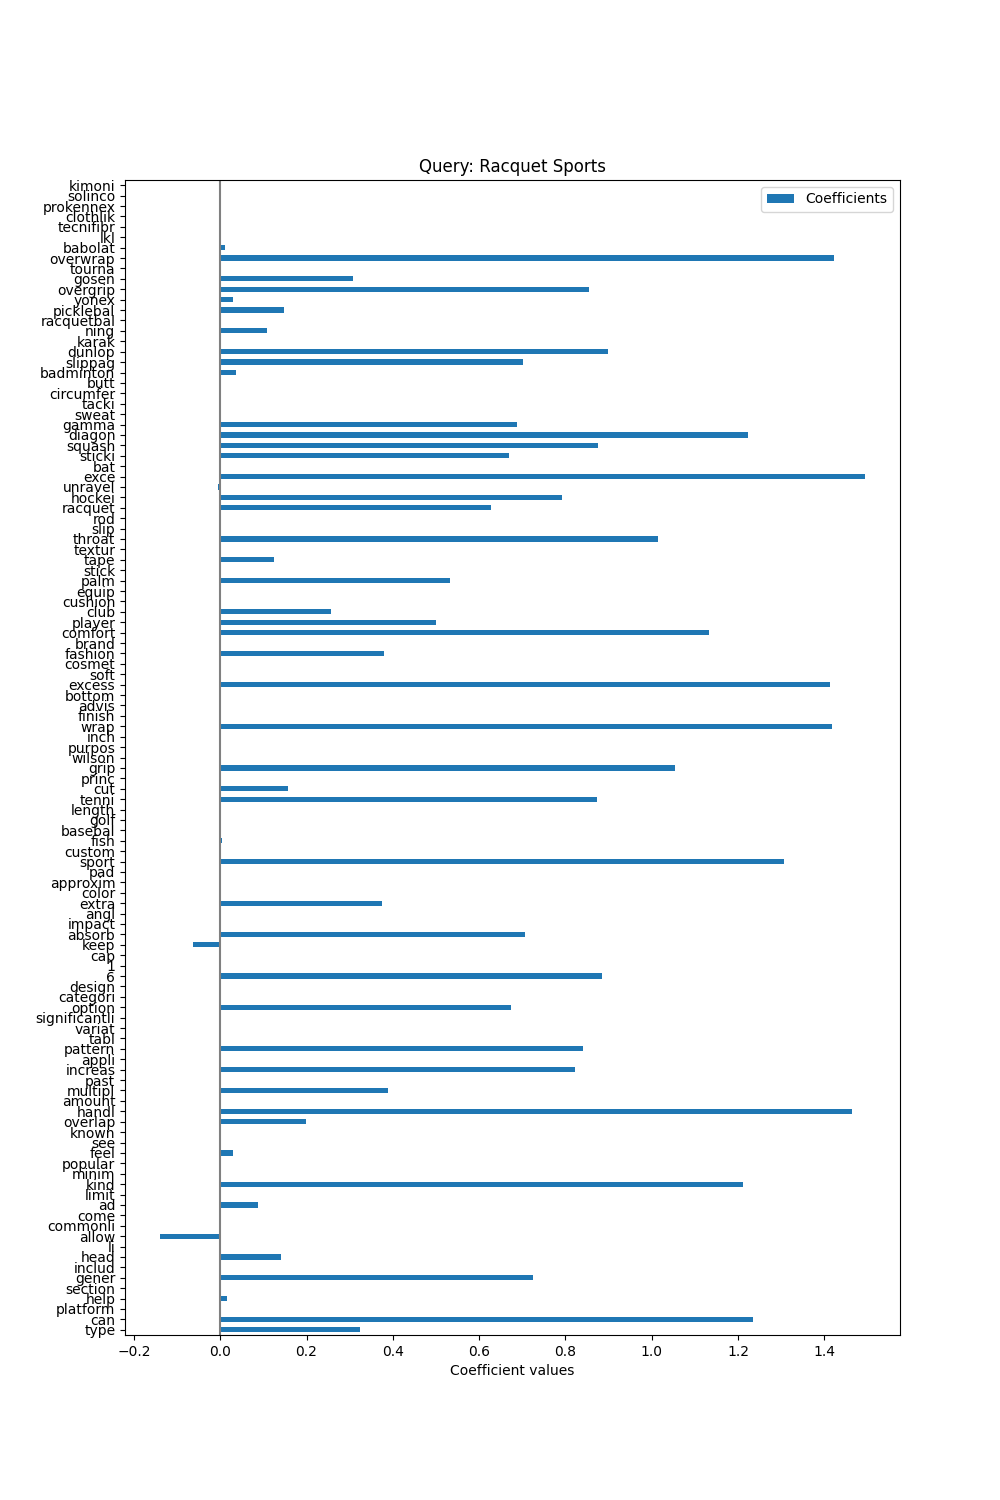 Query: Racquet Sports
Coefficients
kimoni
solinco
prokennex
clothlik
tecnifibr
lkl
babolat
overwrap
tourna
gosen
overgrip
yonex
picklebal
racquetbal
ning
karak
dunlop
slippag
badminton
butt
circumfer
tacki
sweat
gamma
diagon
squash
sticki
bat
exce
unravel
hockei
racquet
rod
slip
throat
textur
tape
stick
palm
equip
cushion
club
player
comfort
brand
fashion
cosmet
soft
excess
bottom
advis
finish
wrap
inch
purpos
wilson
grip
princ
cut
tenni
length
golf
basebal
fish
custom
sport
pad
approxim
color
extra
angl
impact
absorb
keep
cap
1
6
design
categori
option
significantli
variat
tabl
pattern
appli
increas
past
multipl
amount
handl
overlap
known
see
feel
popular
minim
kind
limit
ad
come
commonli
allow
li
head
includ
gener
section
help
platform
can
type
−0.2 0.0 0.2 0.4 0.6 0.8 1.0 1.2 1.4
Coefficient values